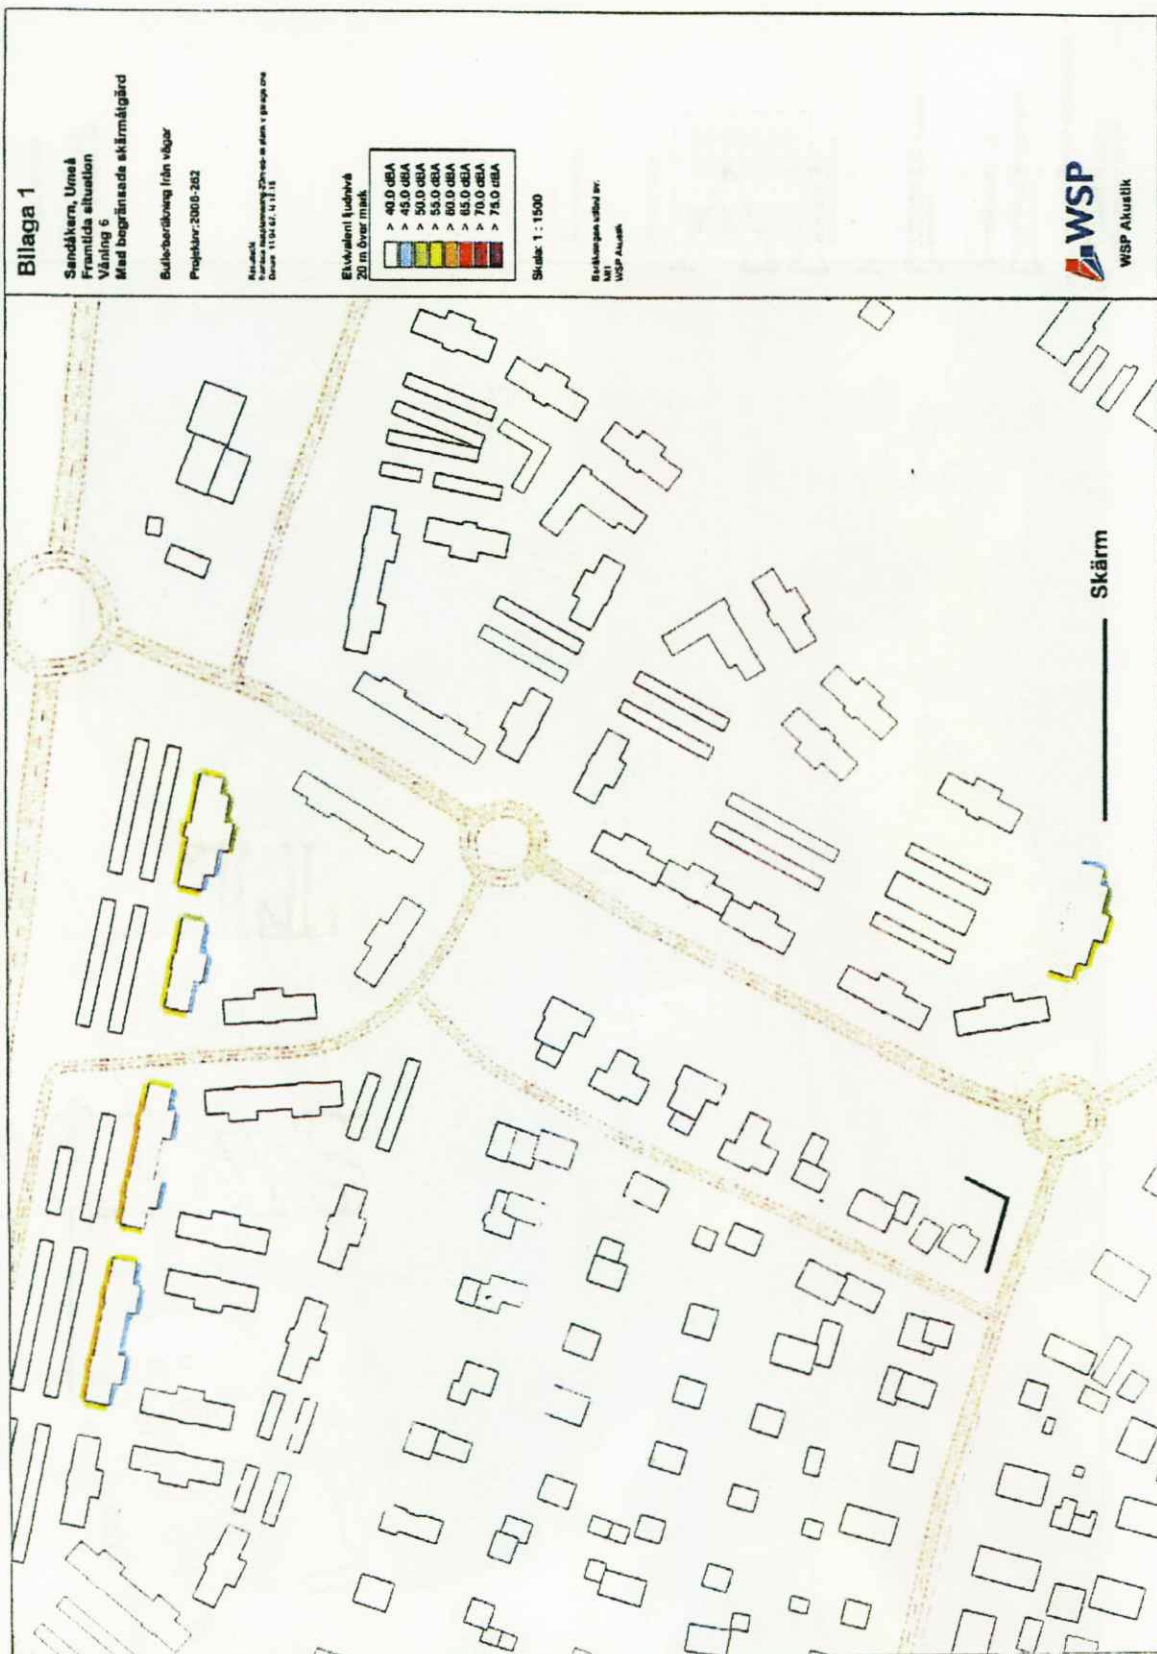 Bilaga 1
Sandåkern, Umeå
Framtida situation
Våning 6
Med begränsade skärmåtgärd
Bullerberäkning från vägar
Projektnr:2008-262
Ekvivalent ljudnivå
20 m över mark
> 40.0 dBA
> 45.0 dBA
> 50.0 dBA
> 55.0 dBA
> 60.0 dBA
> 65.0 dBA
> 70.0 dBA
> 75.0 dBA
Skala: 1 : 1500
WSP Akustik
WSP
WSP Akustik
Skärm